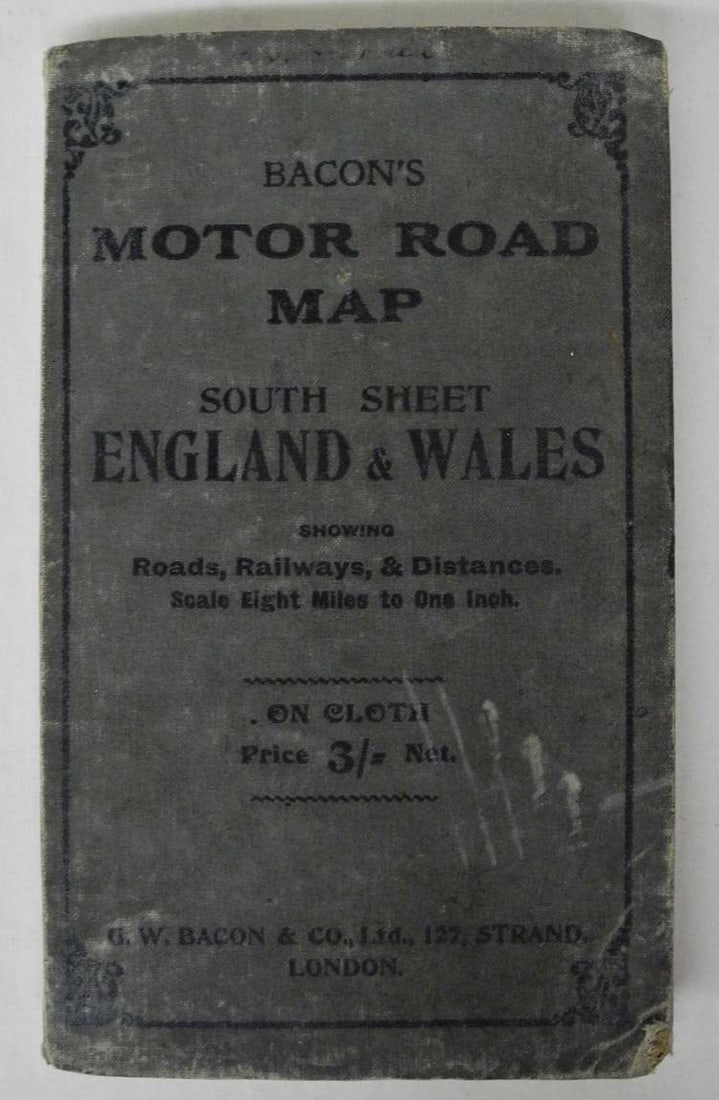 BACON'S
MOTOR ROAD
MAP
SOUTH SHEET
ENGLAND & WALES
SHOWING
Roads, Railways, & Distances.
Scale Eight Miles to One Inch.
ON CLOTH
Price 3/- Net.
G. W. BACON & CO., Ltd., 127, STRAND,
LONDON.